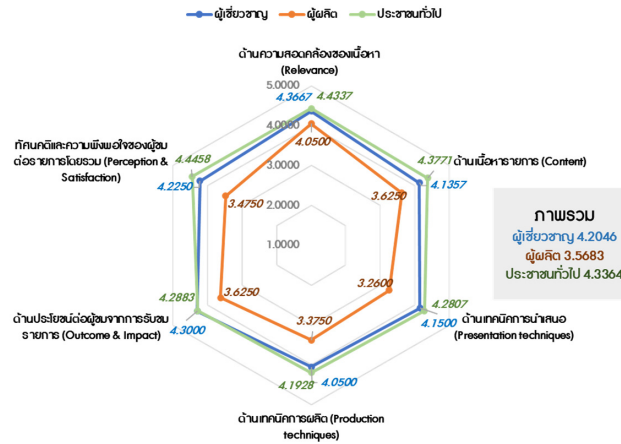 ผู้เชี่ยวชาญ ผู้ผลิต ประชาชนทั่วไป
ด้านความสอดคล้องของเนื้อหา
(Relevance)
5.0000
4.3667 4.4337
4.0000
4.0500
3.0000
2.0000
1.0000
ด้านเนื้อหารายการ (Content)
4.3771
4.1357
3.6250
ด้านเทคนิคการนำเสนอ
(Presentation techniques)
4.2807
4.1500
3.2600
ด้านเทคนิคการผลิต (Production
techniques)
4.1928 4.0500
3.3750
ด้านประโยชน์ต่อผู้ชมจากการรับชม
รายการ (Outcome & Impact)
4.2883
4.3000
3.6250
ทัศนคติและความพึงพอใจของผู้ชม
ต่อรายการโดยรวม (Perception &
Satisfaction)
4.4458
4.2250
3.4750
ภาพรวม
ผู้เชี่ยวชาญ 4.2046
ผู้ผลิต 3.5683
ประชาชนทั่วไป 4.3364